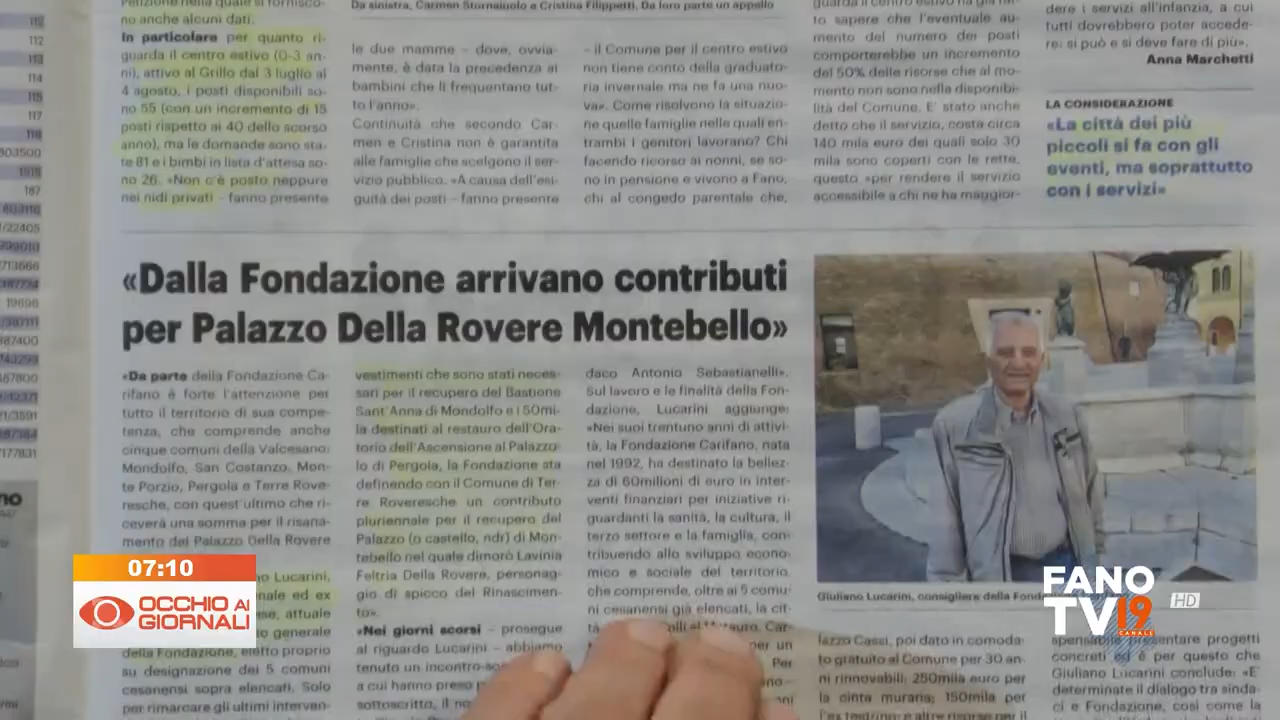 Da sinistra, Carmen Stornaiuolo e Cristina Filippetti. Da loro parte un appello
no anche alcuni dati.
In particolare per quanto ri-
guarda il centro estivo (0-3 an-
ni), attivo al Grillo dal 3 luglio al
4 agosto, i posti disponibili so-
no 55 (con un incremento di 15
posti rispetto ai 40 dello scorso
anno), ma le domande sono sta-
te 81 e i bimbi in lista d'attesa so-
no 26. «Non c'è posto neppure
nei nidi privati – fanno presente
le due mamme – dove, ovvia-
mente, è data la precedenza ai
bambini che li frequentano tut-
to l'anno».
Continuità che secondo Car-
men e Cristina non è garantita
alle famiglie che scelgono il ser-
vizio pubblico. «A causa dell'esi-
guità dei posti – fanno presente
– il Comune per il centro estivo
non tiene conto della graduato-
ria invernale ma ne fa una nuo-
va». Come risolvono la situazio-
ne quelle famiglie nelle quali en-
trambi i genitori lavorano? Chi
facendo ricorso ai nonni, se so-
no in pensione e vivono a Fano,
chi al congedo parentale che,
to sapere che l'eventuale au-
mento del numero dei posti
comporterebbe un incremento
del 50% delle risorse che al mo-
mento non sono nella disponibi-
lità del Comune. E' stato anche
detto che il servizio, costa circa
140 mila euro dei quali solo 30
mila sono coperti con le rette,
questo «per rendere il servizio
accessibile a chi ne ha maggior-
dere i servizi all'infanzia, a cui
tutti dovrebbero poter accede-
re: si può e si deve fare di più».
Anna Marchetti
LA CONSIDERAZIONE
«La città dei più
piccoli si fa con gli
eventi, ma soprattutto
con i servizi»
«Dalla Fondazione arrivano contributi
per Palazzo Della Rovere Montebello»
«Da parte della Fondazione Ca-
rifano è forte l'attenzione per
tutto il territorio di sua compe-
tenza, che comprende anche
cinque comuni della Valcesano:
Mondolfo, San Costanzo, Mon-
te Porzio, Pergola e Terre Rove-
resche, con quest'ultimo che ri-
ceverà una somma per il risana-
mento del Palazzo Della Rovere
no Lucarini,
nale ed ex
se, attuale
o generale
della Fondazione, eletto proprio
su designazione dei 5 comuni
cesanensi sopra elencati. Solo
per rimarcare gli ultimi interven-
vestimenti che sono stati neces-
sari per il recupero del Bastione
Sant'Anna di Mondolfo e i 50mi-
la destinati al restauro dell'Ora-
torio dell'Ascensione al Palazzo-
lo di Pergola, la Fondazione sta
definendo con il Comune di Ter-
re Roveresche un contributo
pluriennale per il recupero del
Palazzo (o castello, ndr) di Mon-
tebello nel quale dimorò Lavinia
Feltria Della Rovere, personag-
gio di spicco del Rinascimen-
to».
«Nei giorni scorsi – prosegue
al riguardo Lucarini – abbiamo
tenuto un incontro
a cui hanno preso
sottoscritto, il
daco Antonio Sebastianelli».
Sul lavoro e le finalità della Fon-
dazione, Lucarini aggiunge:
«Nei suoi trentuno anni di attivi-
tà, la Fondazione Carifano, nata
nel 1992, ha destinato la bellez-
za di 60milioni di euro in inter-
venti finanziari per iniziative ri-
guardanti la sanità, la cultura, il
terzo settore e la famiglia, con-
tribuendo allo sviluppo econo-
mico e sociale del territorio,
che comprende, oltre ai 5 comu-
ni cesanensi già elencati, la cit-
Giuliano Lucarini, consigliere della
lazzo Cassi, poi dato in comoda-
to gratuito al Comune per 30 an-
ni rinnovabili; 250mila euro per
la cinta muraria; 150mila per
presentare progetti
concreti ed è per questo che
Giuliano Lucarini conclude: «E'
determinate il dialogo tra sinda-
ci e Fondazione, così come la
07:10
OCCHIO AI
GIORNALI
FANO
TV19
CANALE
HD